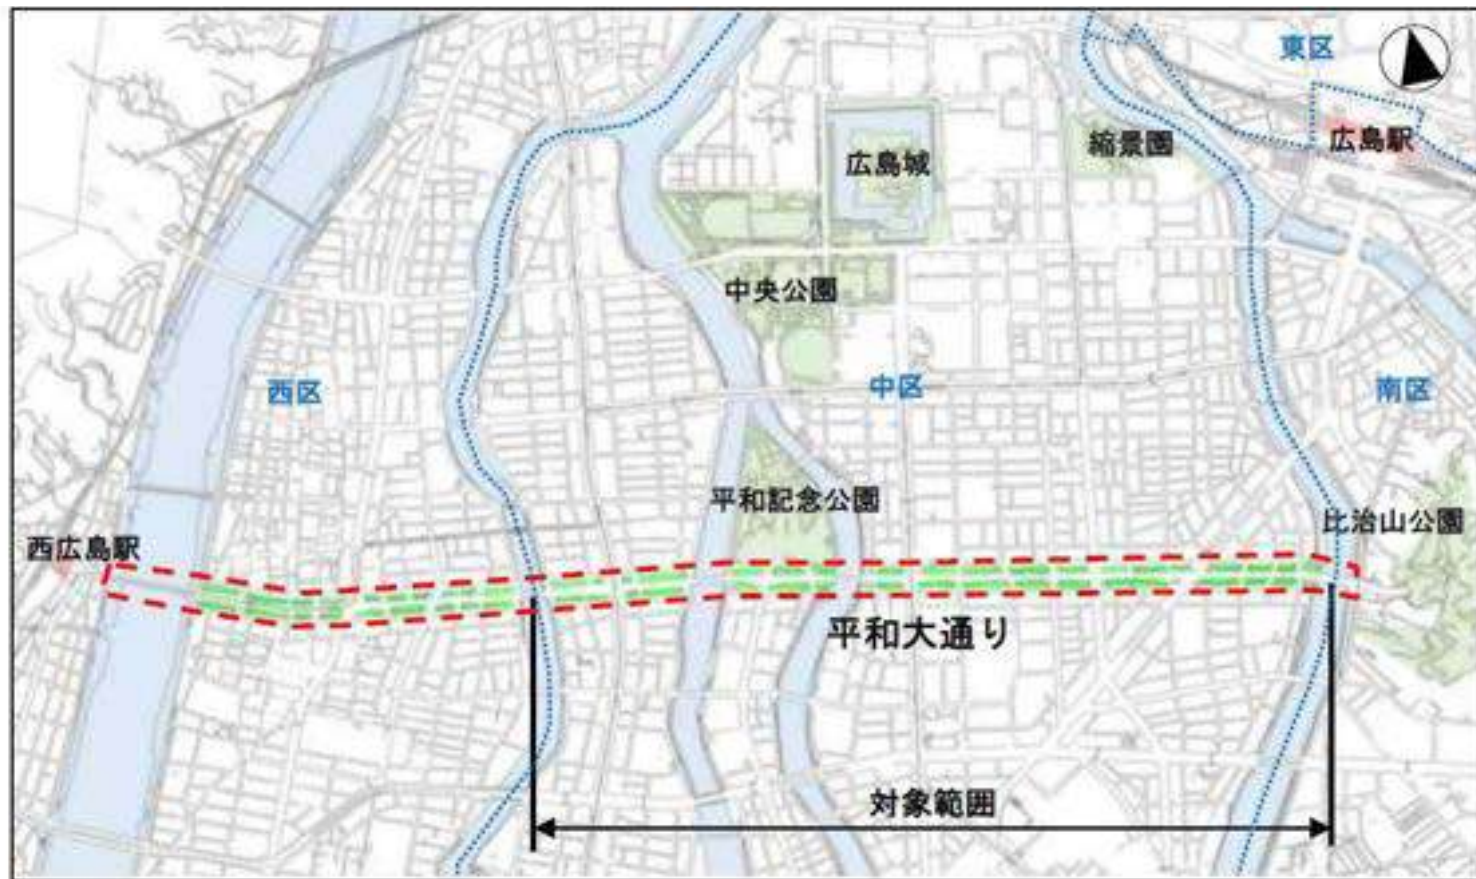 東区
広島駅
縮景園
広島城
中央公園
西区
中区
南区
平和記念公園
比治山公園
西広島駅
平和大通り
対象範囲